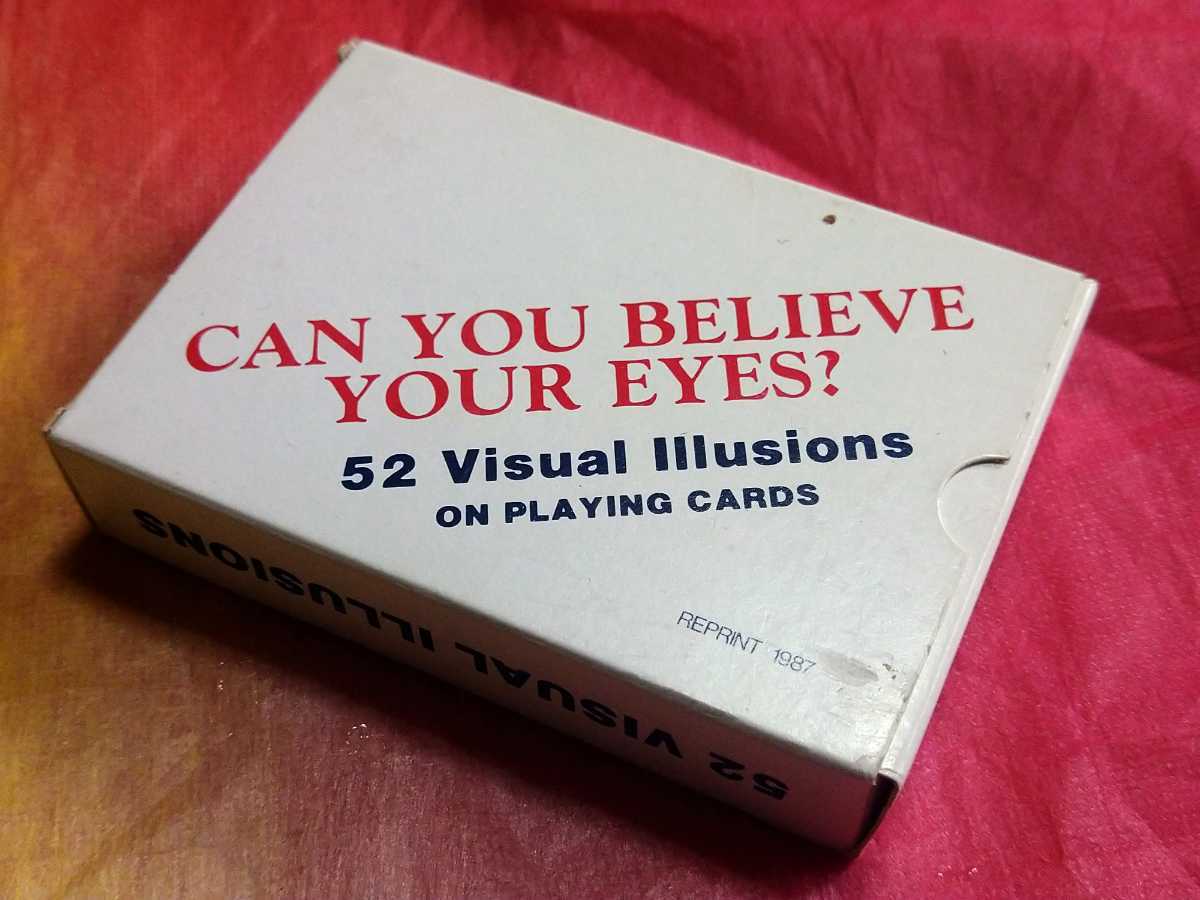 CAN YOU BELIEVE
YOUR EYES?
52 Visual Illusions
ON PLAYING CARDS
REPRINT 1987
52 VISUAL ILLUSIONS